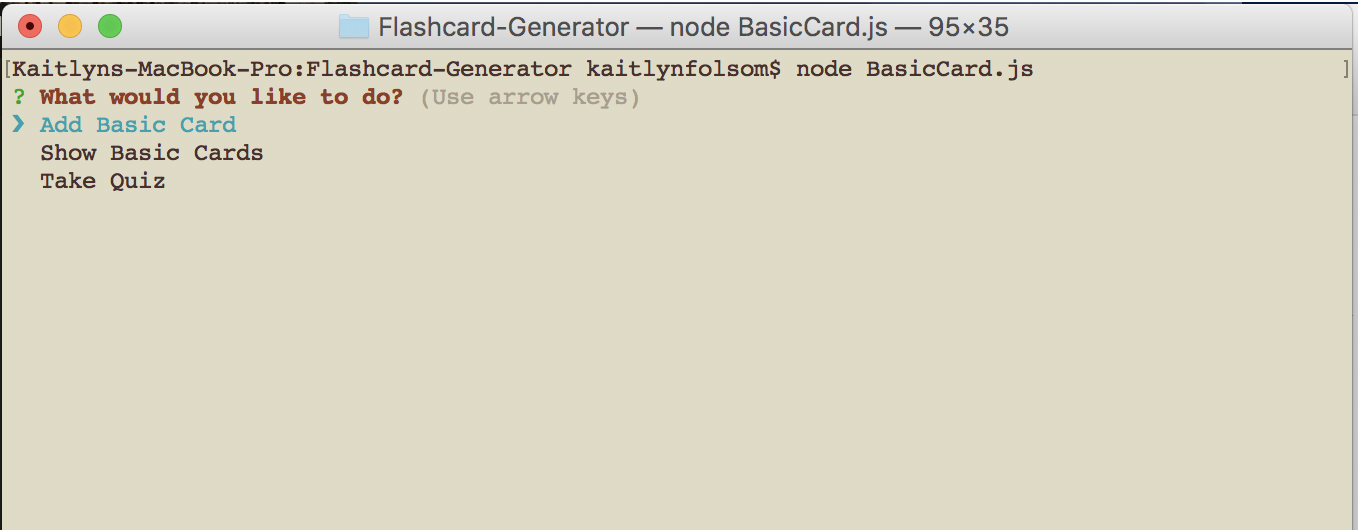 Flashcard-Generator — node BasicCard.js — 95×35
[Kaitlyns-MacBook-Pro:Flashcard-Generator kaitlynfolsom$ node BasicCard.js ]
? What would you like to do? (Use arrow keys)
❯ Add Basic Card
Show Basic Cards
Take Quiz